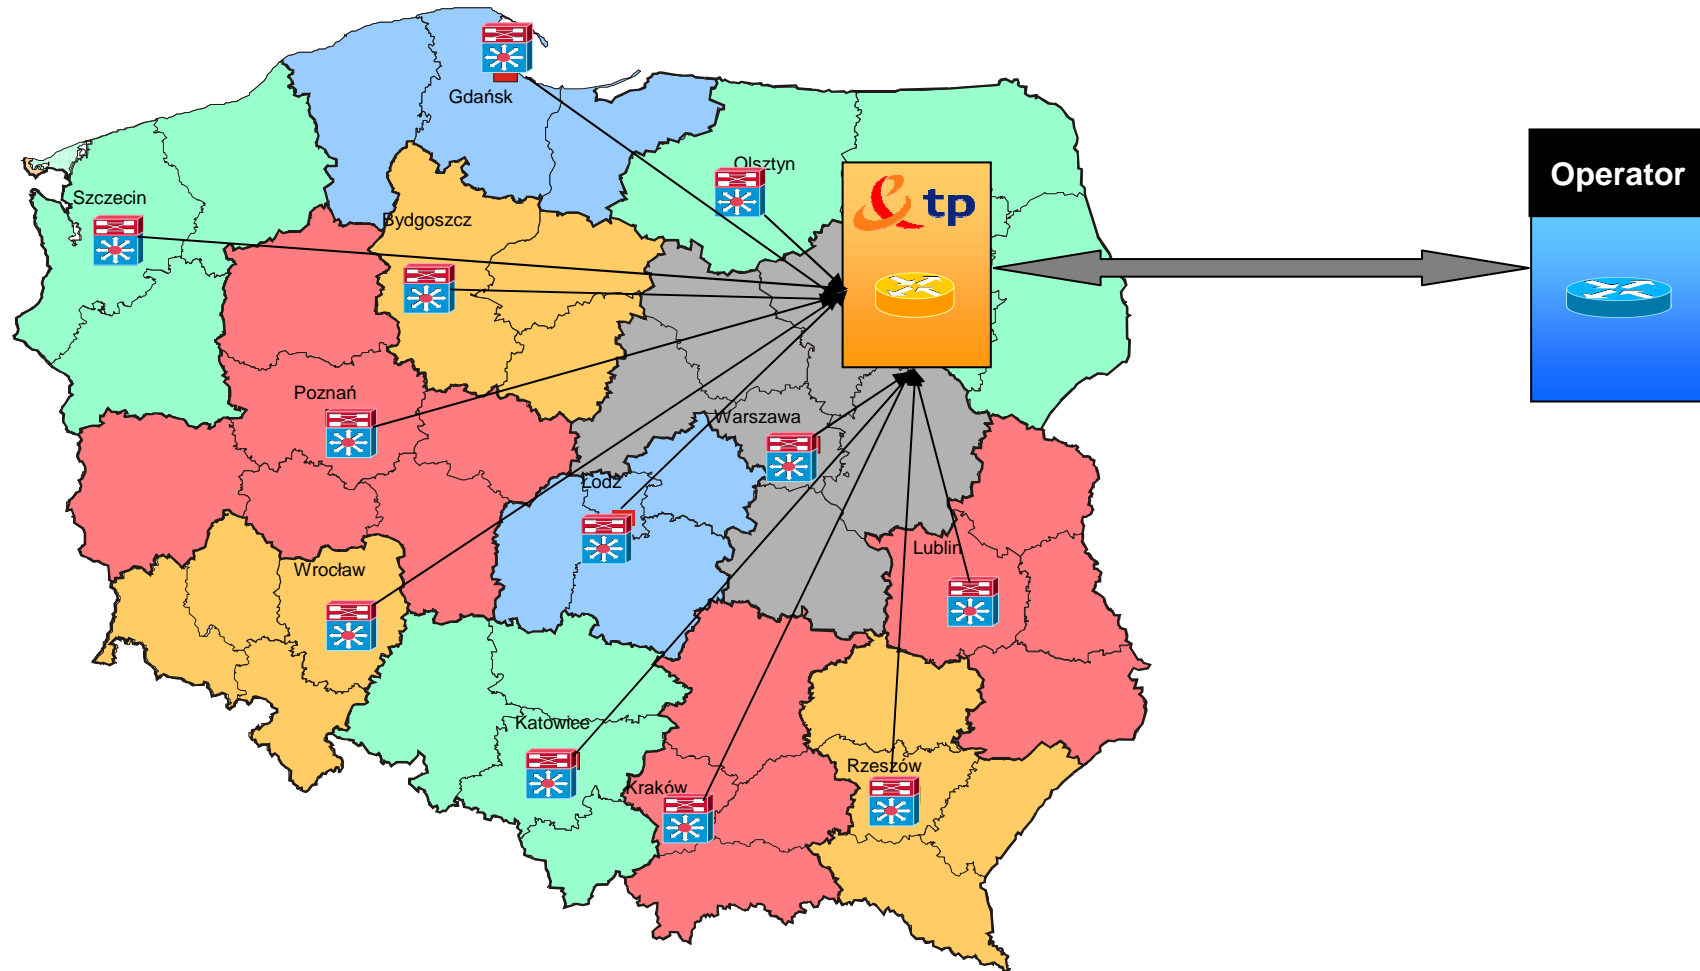 Gdańsk
Olsztyn
tp
Operator
Szczecin
Bydgoszcz
Poznań
Warszawa
Łódź
Lublin
Wrocław
Katowice
Rzeszów
Kraków